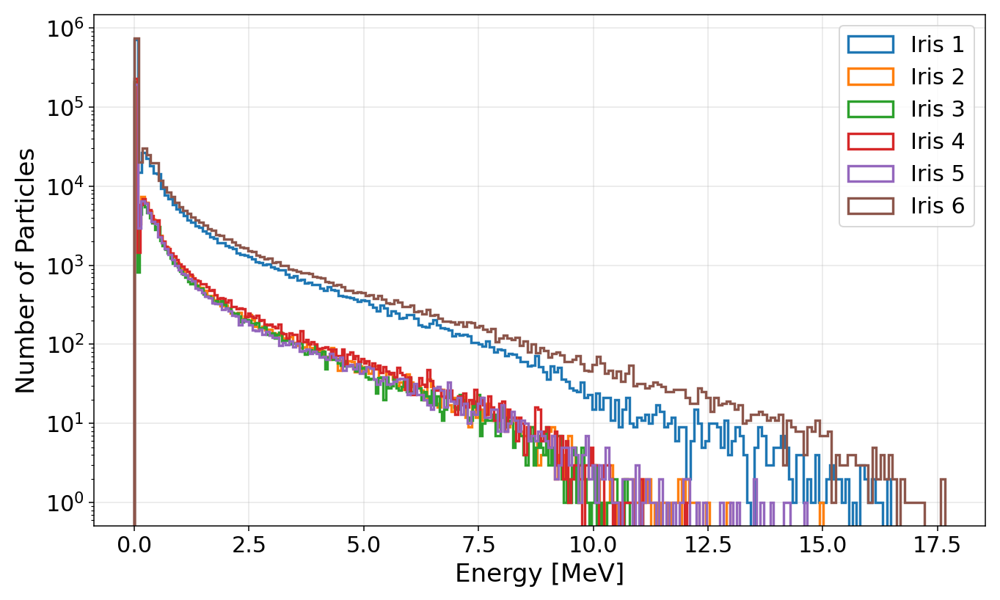 Number of Particles
10⁶
10⁵
10⁴
10³
10²
10¹
10⁰
Iris 1
Iris 2
Iris 3
Iris 4
Iris 5
Iris 6
0.0 2.5 5.0 7.5 10.0 12.5 15.0 17.5
Energy [MeV]